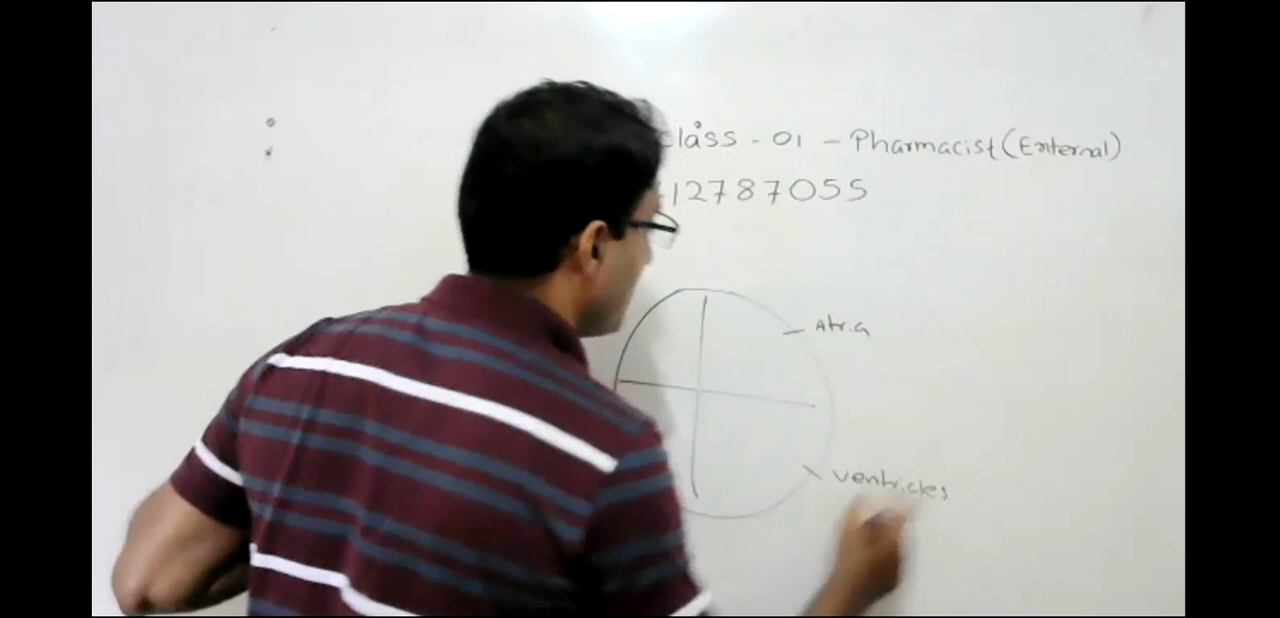 class - 01 - Pharmacist (External)
12787055
Atria
ventricles